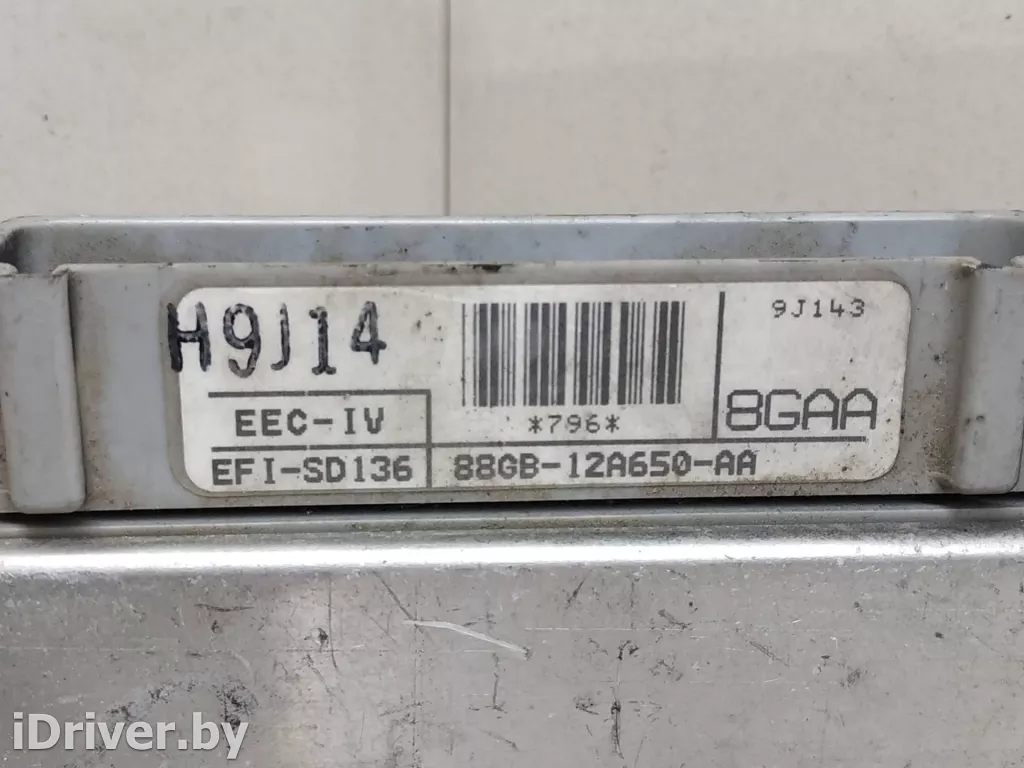 H9J14
9J143
*796*
8GAA
EEC-IV
EFI-SD136
88GB-12A650-AA
iDriver.by